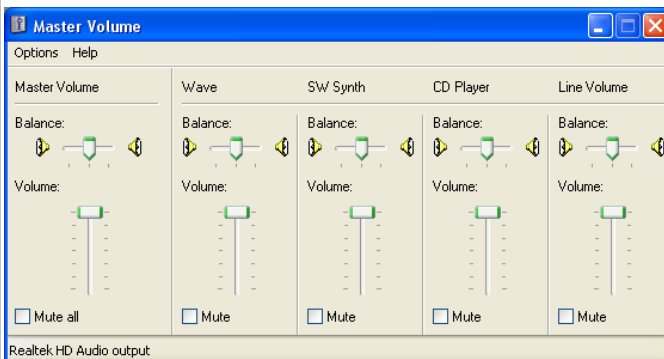 Master Volume
Options Help
Master Volume Wave SW Synth CD Player Line Volume
Balance: Balance: Balance: Balance: Balance:
Volume: Volume: Volume: Volume: Volume:
Mute all Mute Mute Mute Mute
Realtek HD Audio output